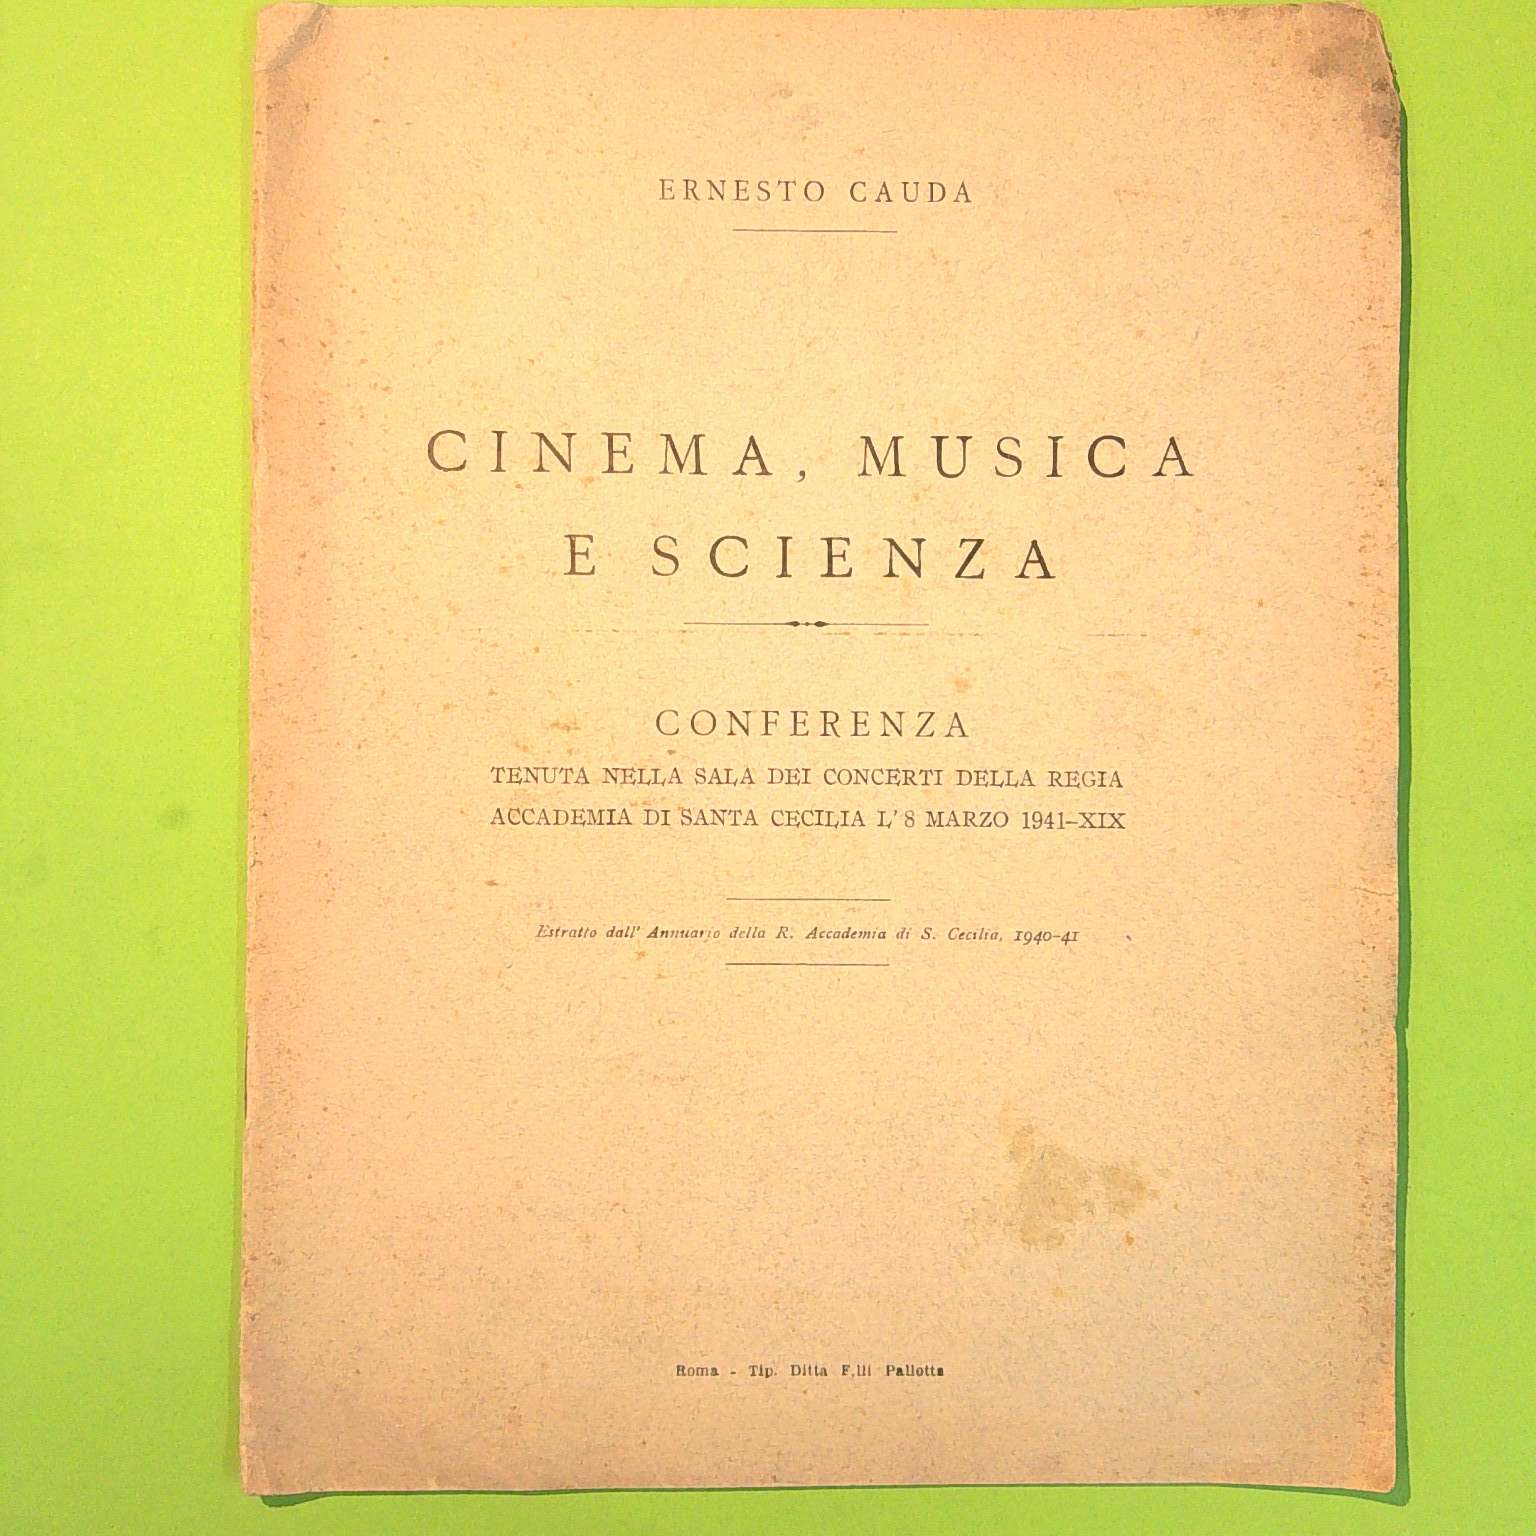 ERNESTO CAUDA
CINEMA, MUSICA
E SCIENZA
CONFERENZA
TENUTA NELLA SALA DEI CONCERTI DELLA REGIA
ACCADEMIA DI SANTA CECILIA L'8 MARZO 1941-XIX
Estratto dall' Annuario della R. Accademia di S. Cecilia, 1940-41
Roma - Tip. Ditta F.lli Pallotta